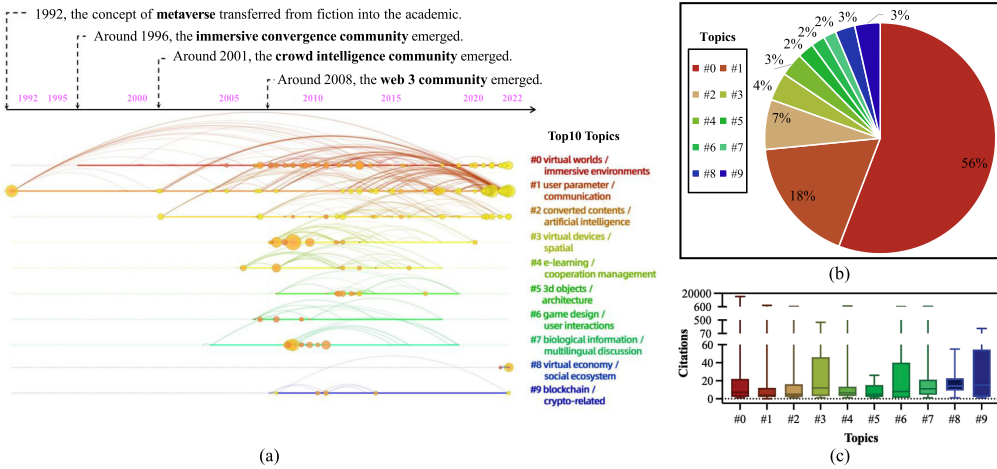 1992, the concept of metaverse transferred from fiction into the academic.
Around 1996, the immersive convergence community emerged.
Around 2001, the crowd intelligence community emerged.
Around 2008, the web 3 community emerged.
1992 1995 2000 2005 2010 2015 2020 2022
Top10 Topics
#0 virtual worlds /
immersive environments
#1 user parameter /
communication
#2 converted contents /
artificial intelligence
#3 virtual devices /
spatial
#4 e-learning /
cooperation management
#5 3d objects /
architecture
#6 game design /
user interactions
#7 biological information /
multilingual discussion
#8 virtual economy /
social ecosystem
#9 blockchain /
crypto-related
(a)
Topics
#0 #1
#2 #3
#4 #5
#6 #7
#8 #9
56%
18%
7%
4%
3%
2%
2%
2%
3%
3%
(b)
Citations
20000
600
500
70
60
40
20
0
#0 #1 #2 #3 #4 #5 #6 #7 #8 #9
Topics
(c)